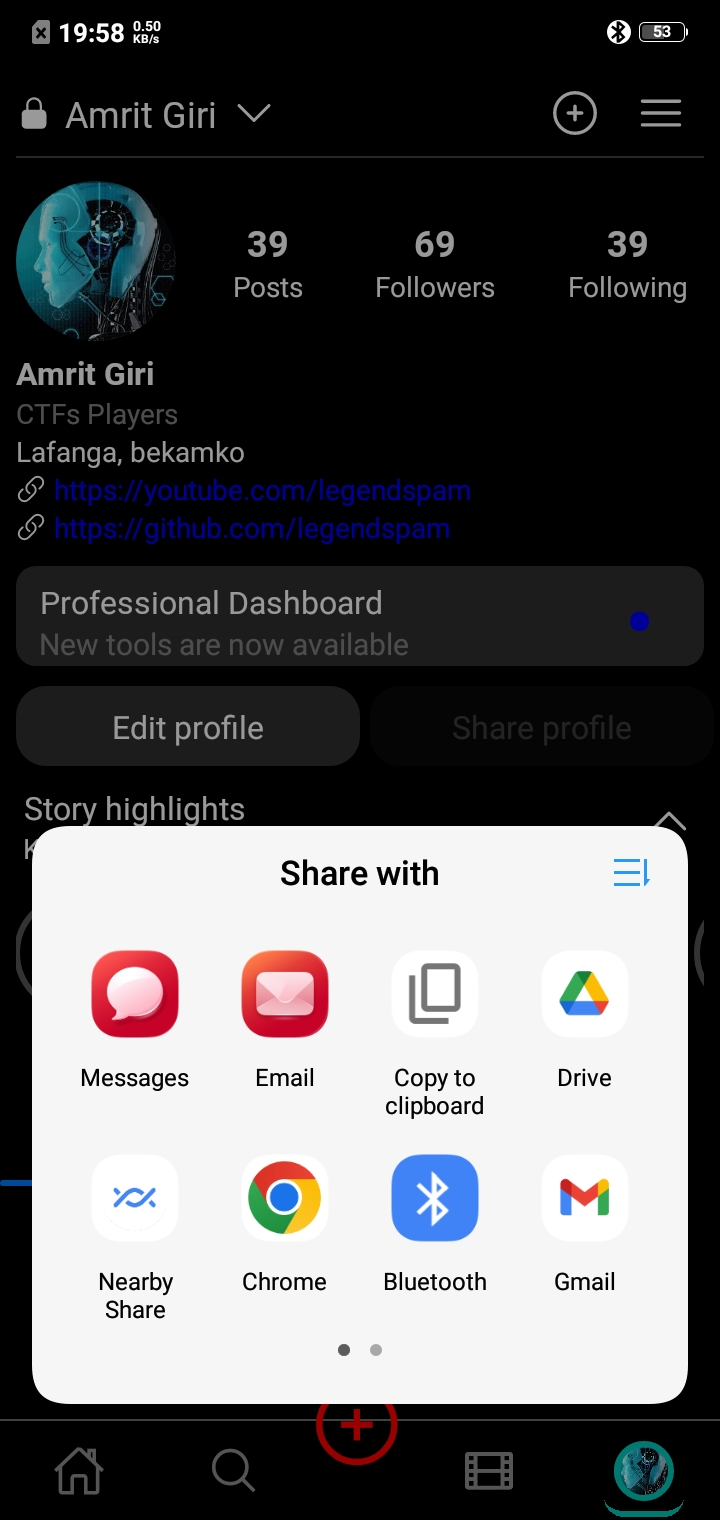 19:58 0.50 KB/s 53
Amrit Giri
39 69 39
Posts Followers Following
Amrit Giri
CTFs Players
Lafanga, bekamko
https://youtube.com/legendspam
https://github.com/legendspam
Professional Dashboard
New tools are now available
Edit profile Share profile
Story highlights
K
Share with
Messages Email Copy to clipboard Drive
Nearby Share Chrome Bluetooth Gmail